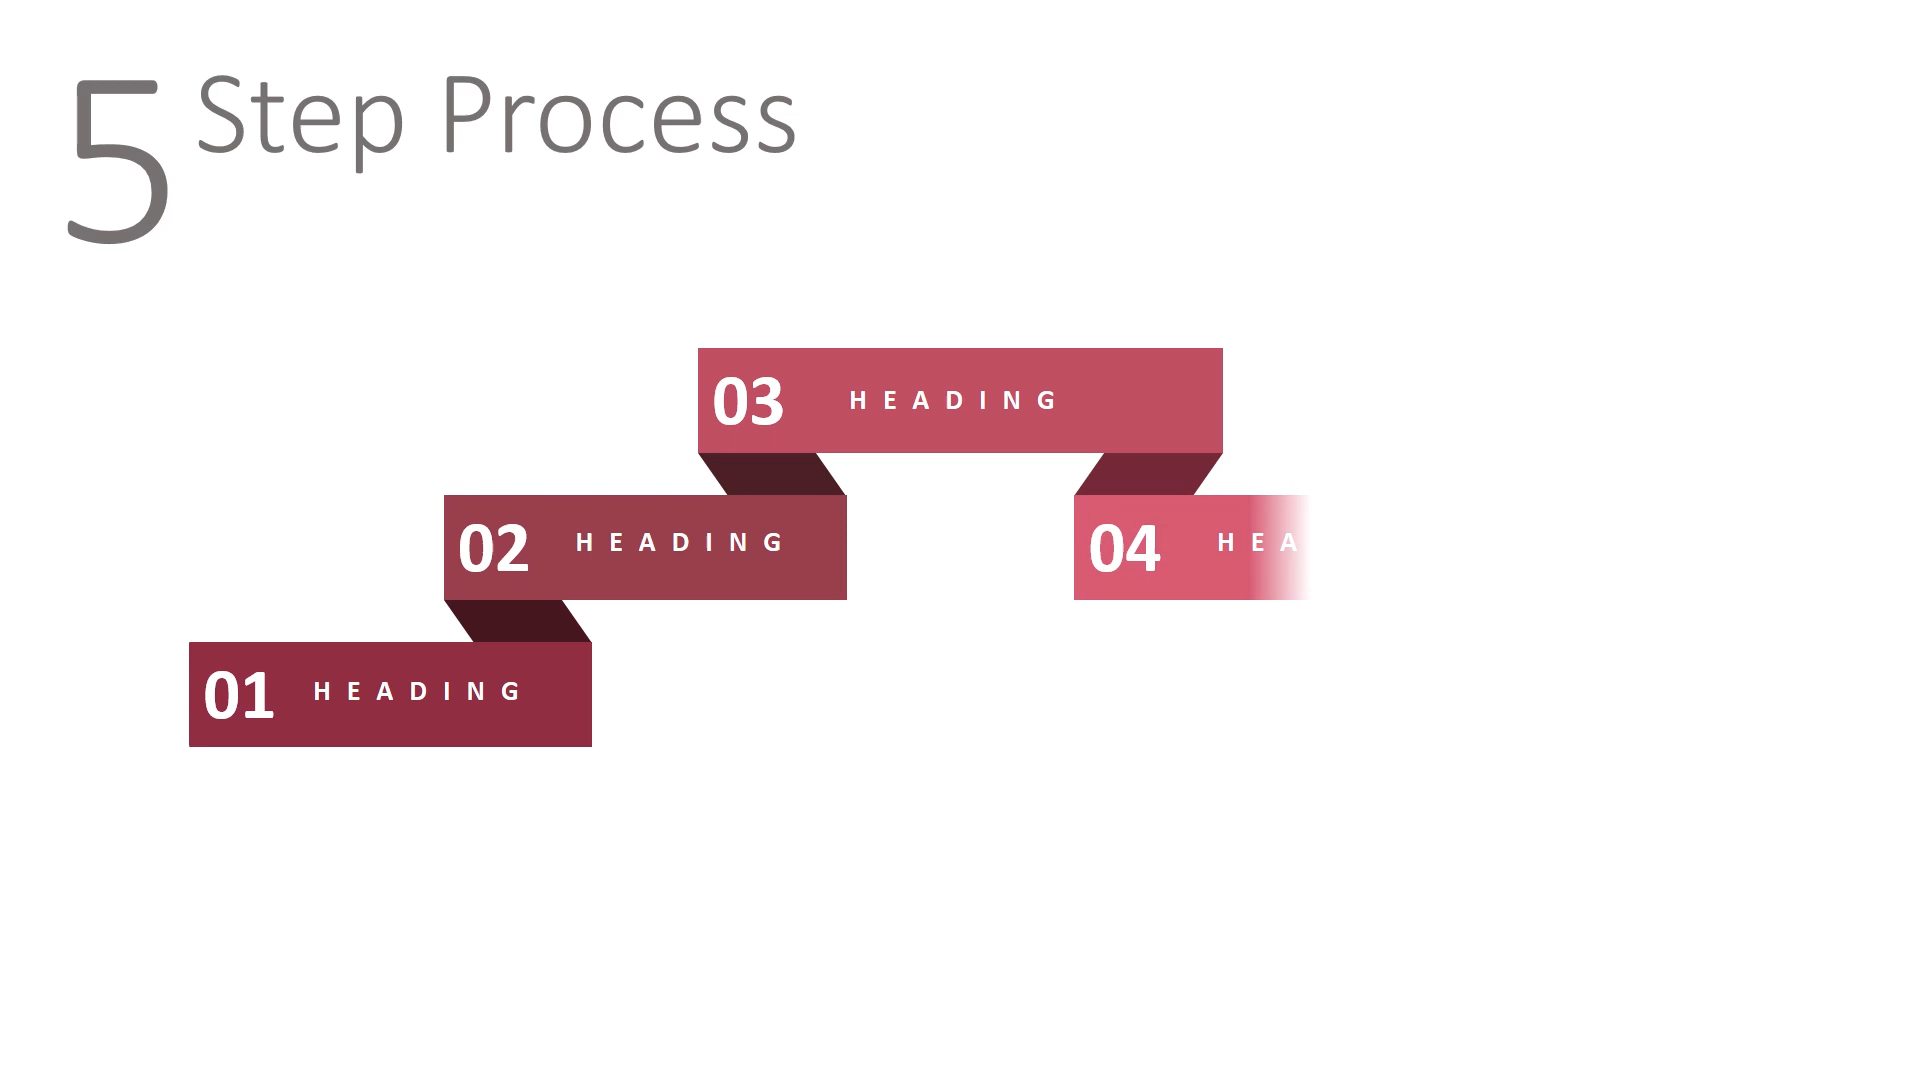 5 Step Process
03 HEADING
02 HEADING
04 HEA
01 HEADING